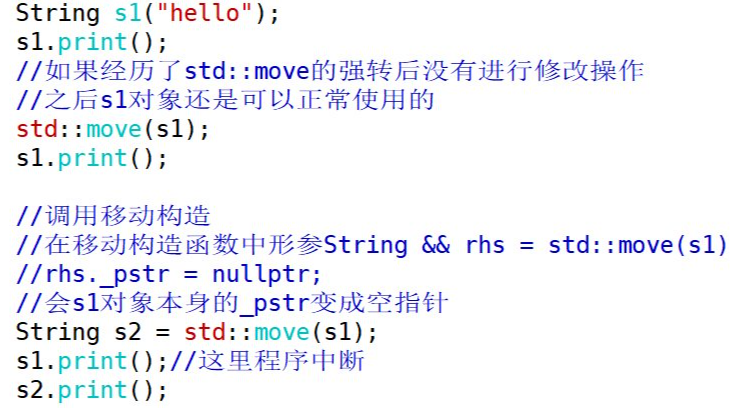 String s1("hello");
s1.print();
//如果经历了std::move的强转后没有进行修改操作
//之后s1对象还是可以正常使用的
std::move(s1);
s1.print();
//调用移动构造
//在移动构造函数中形参String && rhs = std::move(s1)
//rhs._pstr = nullptr;
//会s1对象本身的_pstr变成空指针
String s2 = std::move(s1);
s1.print();//这里程序中断
s2.print();